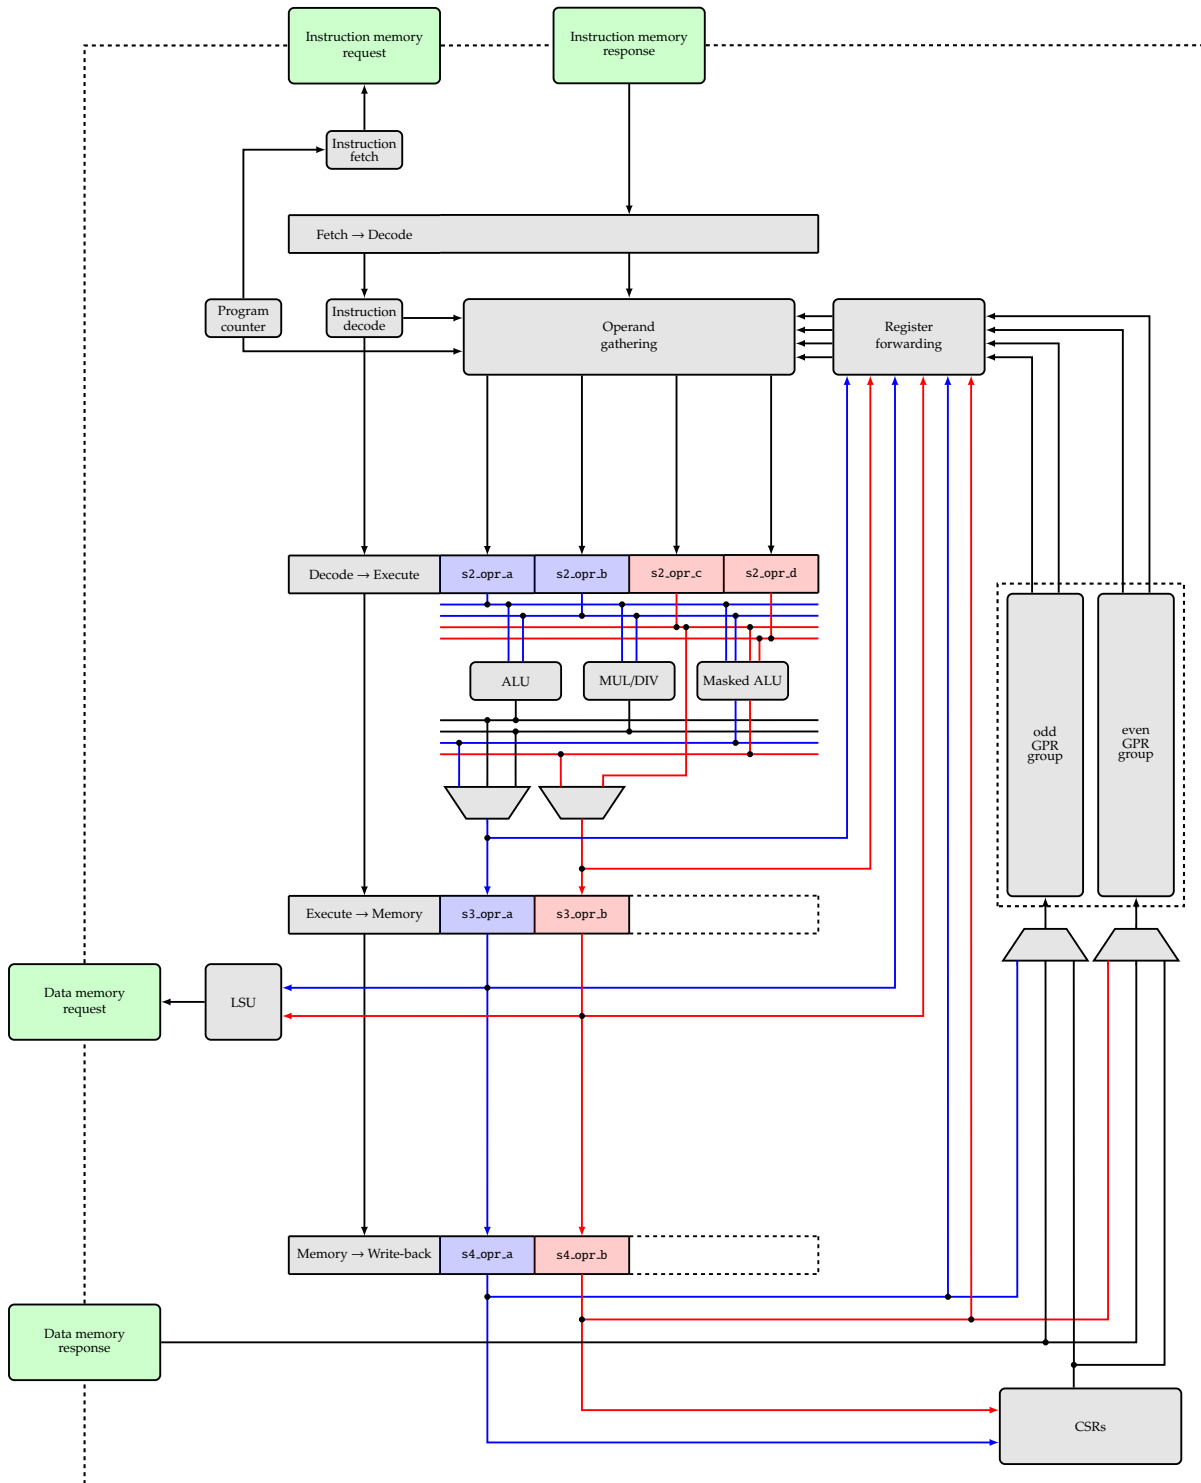 Instruction memory
request
Instruction memory
response
Instruction
fetch
Fetch → Decode
Program
counter
Instruction
decode
Operand
gathering
Register
forwarding
Decode → Execute
s2_opr_a
s2_opr_b
s2_opr_c
s2_opr_d
ALU
MUL/DIV
Masked ALU
odd
GPR
group
even
GPR
group
Execute → Memory
s3_opr_a
s3_opr_b
Data memory
request
LSU
Memory → Write-back
s4_opr_a
s4_opr_b
Data memory
response
CSRs